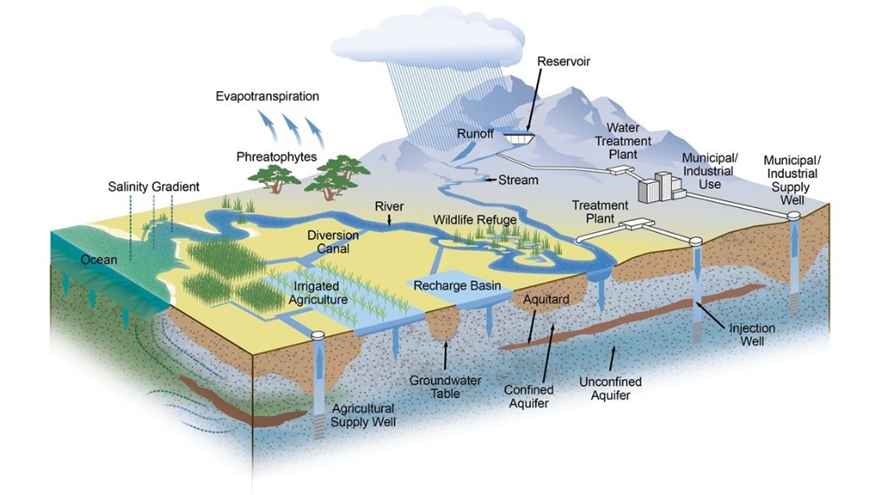 Reservoir
Evapotranspiration
Runoff
Water
Treatment
Plant
Phreatophytes
Municipal/
Industrial
Use
Municipal/
Industrial
Supply
Well
Salinity Gradient
Stream
River
Wildlife Refuge
Treatment
Plant
Diversion
Canal
Ocean
Irrigated
Agriculture
Recharge Basin
Aquitard
Injection
Well
Groundwater
Table
Confined
Aquifer
Unconfined
Aquifer
Agricultural
Supply Well